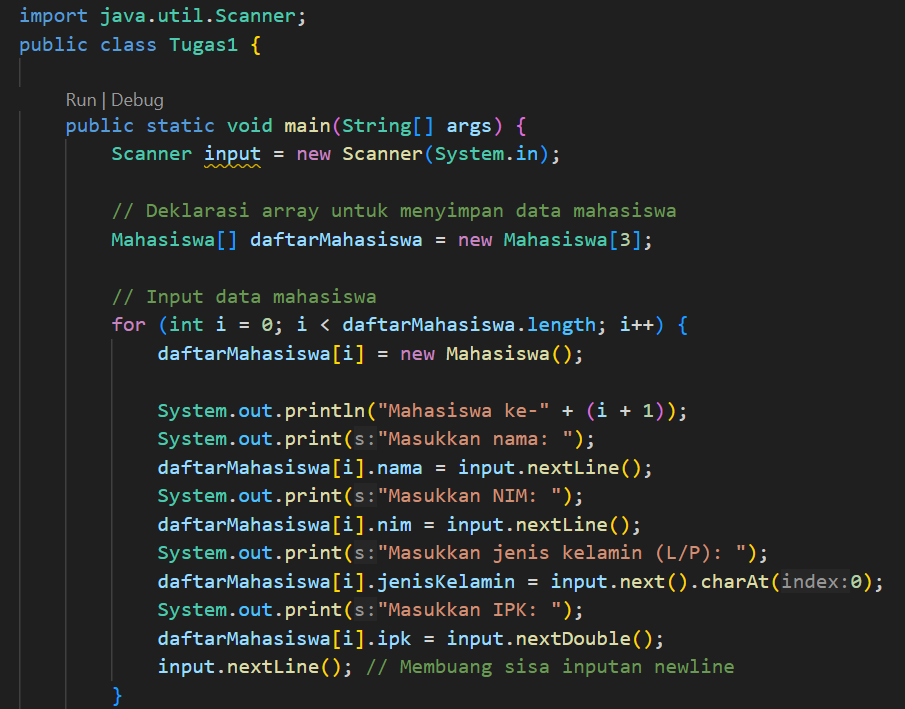 import java.util.Scanner;
public class Tugas1 {
Run | Debug
public static void main(String[] args) {
Scanner input = new Scanner(System.in);
// Deklarasi array untuk menyimpan data mahasiswa
Mahasiswa[] daftarMahasiswa = new Mahasiswa[3];
// Input data mahasiswa
for (int i = 0; i < daftarMahasiswa.length; i++) {
daftarMahasiswa[i] = new Mahasiswa();
System.out.println("Mahasiswa ke-" + (i + 1));
System.out.print(s:"Masukkan nama: ");
daftarMahasiswa[i].nama = input.nextLine();
System.out.print(s:"Masukkan NIM: ");
daftarMahasiswa[i].nim = input.nextLine();
System.out.print(s:"Masukkan jenis kelamin (L/P): ");
daftarMahasiswa[i].jenisKelamin = input.next().charAt(index:0);
System.out.print(s:"Masukkan IPK: ");
daftarMahasiswa[i].ipk = input.nextDouble();
input.nextLine(); // Membuang sisa inputan newline
}